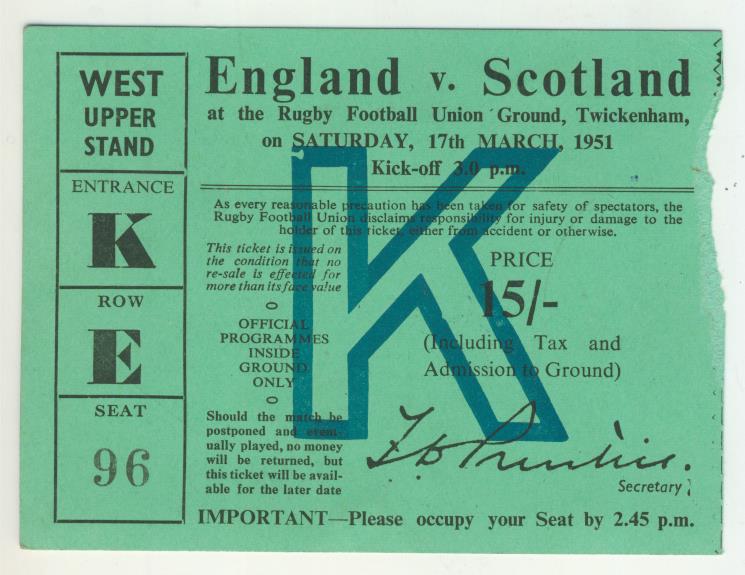 WEST
UPPER
STAND
ENTRANCE
K
ROW
E
SEAT
96
England v. Scotland
at the Rugby Football Union Ground, Twickenham,
on SATURDAY, 17th MARCH, 1951
Kick-off 3.0 p.m.
As every reasonable precaution has been taken for safety of spectators, the
Rugby Football Union disclaims responsibility for injury or damage to the
holder of this ticket, either from accident or otherwise.
This ticket is issued on
the condition that no
re-sale is effected for
more than its face value
OFFICIAL
PROGRAMMES
INSIDE
GROUND
ONLY
Should the match be
postponed and event-
ually played, no money
will be returned, but
this ticket will be avail-
able for the later date
K
PRICE
15/-
(Including Tax and
Admission to Ground)
F. D. Prentice.
Secretary
IMPORTANT—Please occupy your Seat by 2.45 p.m.